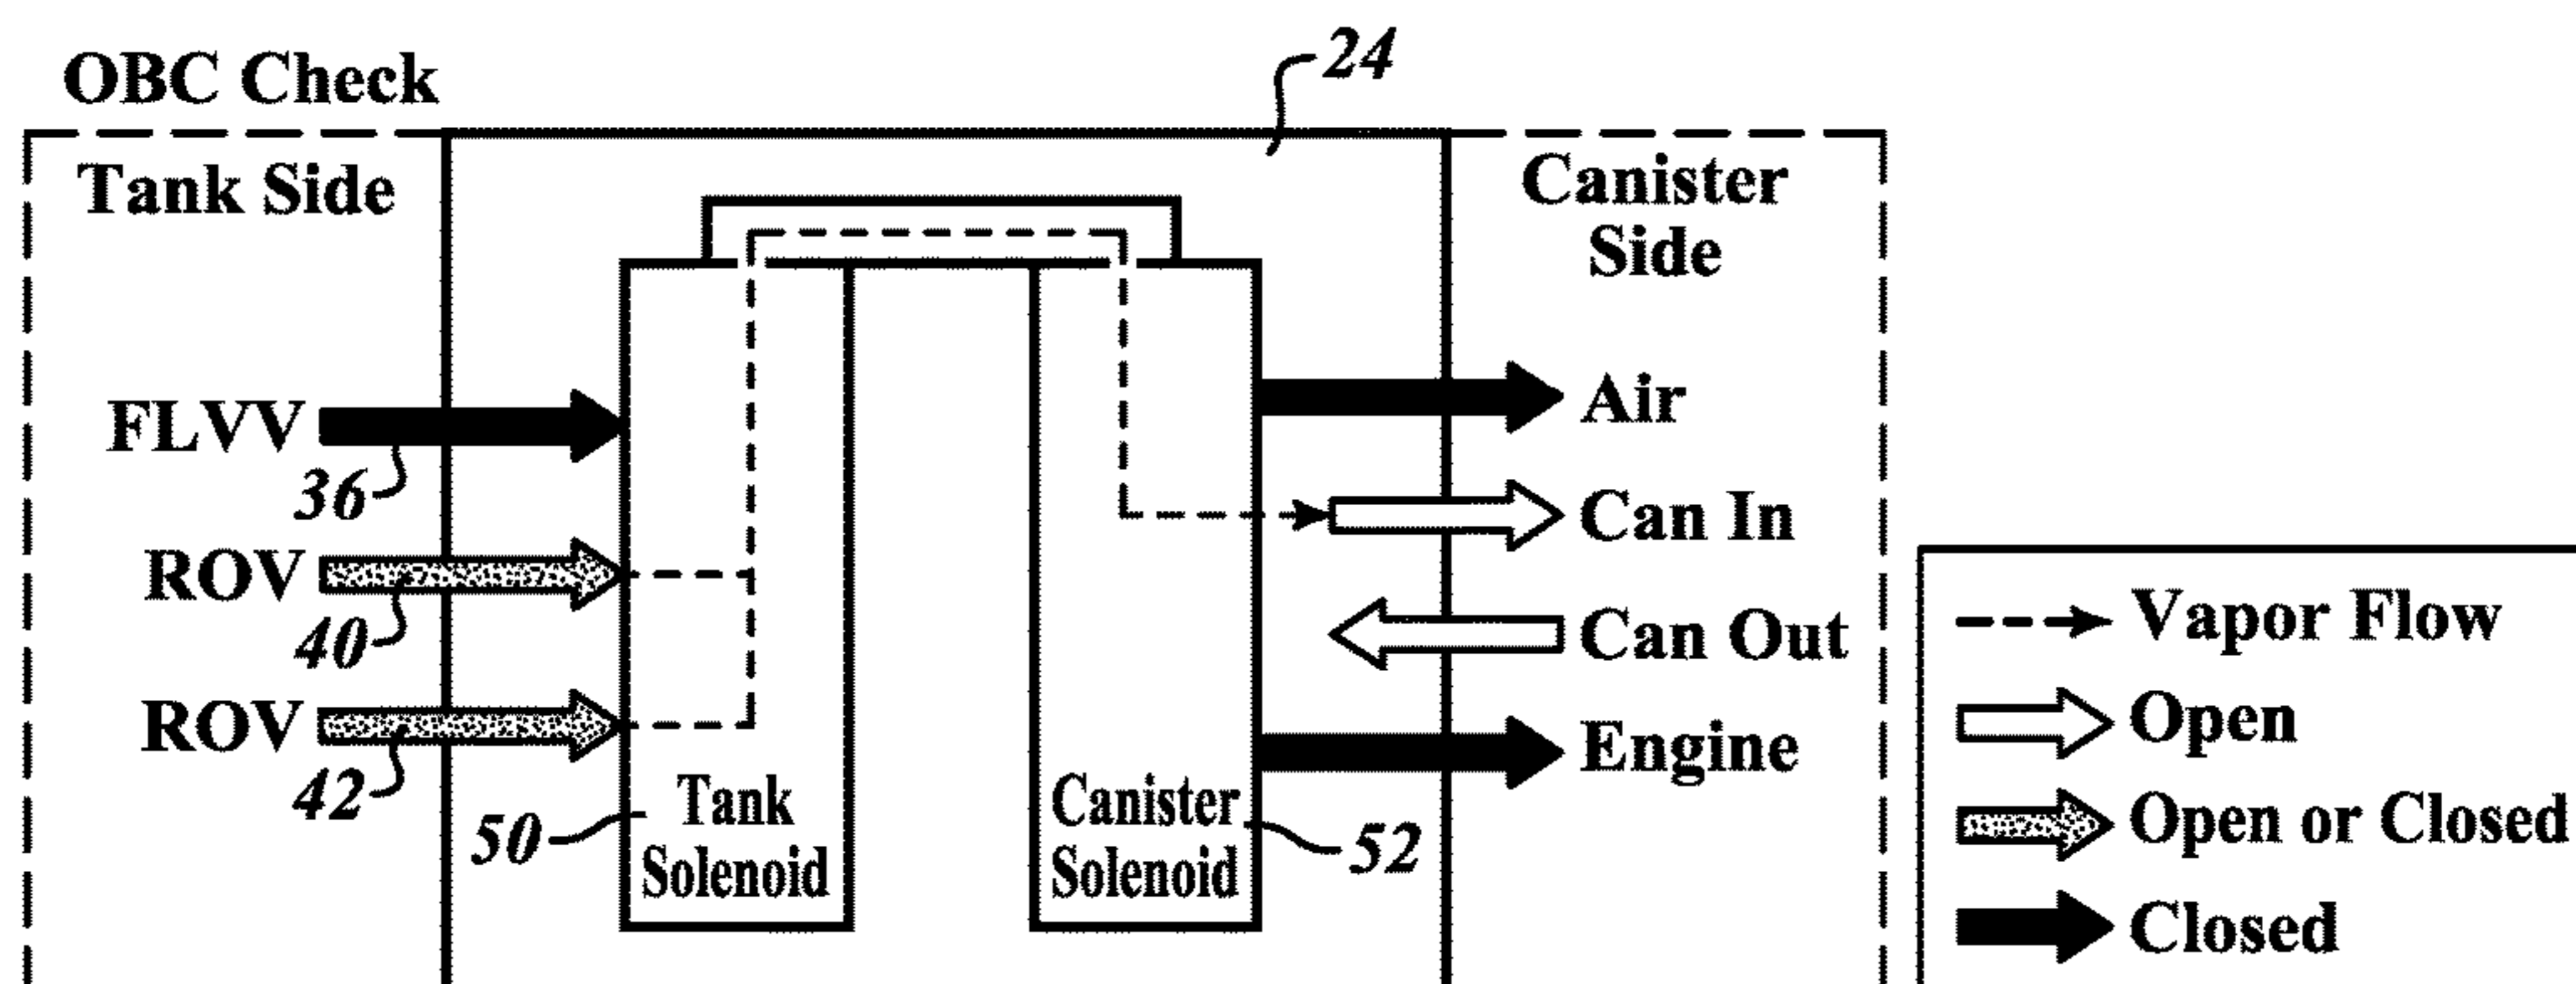 24
OBC Check
Tank Side
Canister
Side
FLVV
36
ROV
40
ROV
42
50
Tank
Solenoid
Canister
Solenoid
52
Air
Can In
Can Out
Engine
Vapor Flow
Open
Open or Closed
Closed